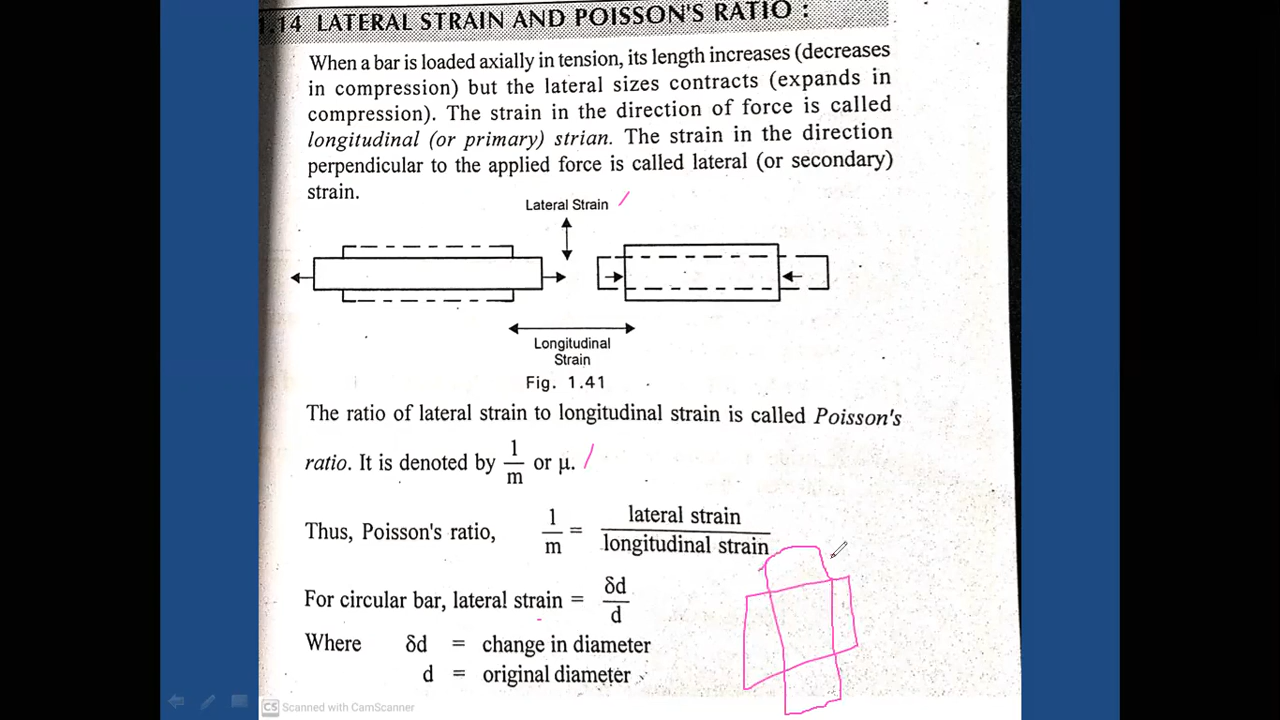 1.14 LATERAL STRAIN AND POISSON'S RATIO :
When a bar is loaded axially in tension, its length increases (decreases
in compression) but the lateral sizes contracts (expands in
compression). The strain in the direction of force is called
longitudinal (or primary) strian. The strain in the direction
perpendicular to the applied force is called lateral (or secondary)
strain.
Lateral Strain
Longitudinal
Strain
Fig. 1.41
The ratio of lateral strain to longitudinal strain is called Poisson's
ratio. It is denoted by 1/m or μ.
Thus, Poisson's ratio, 1/m = lateral strain / longitudinal strain
For circular bar, lateral strain = δd/d
Where δd = change in diameter
d = original diameter
CS Scanned with CamScanner